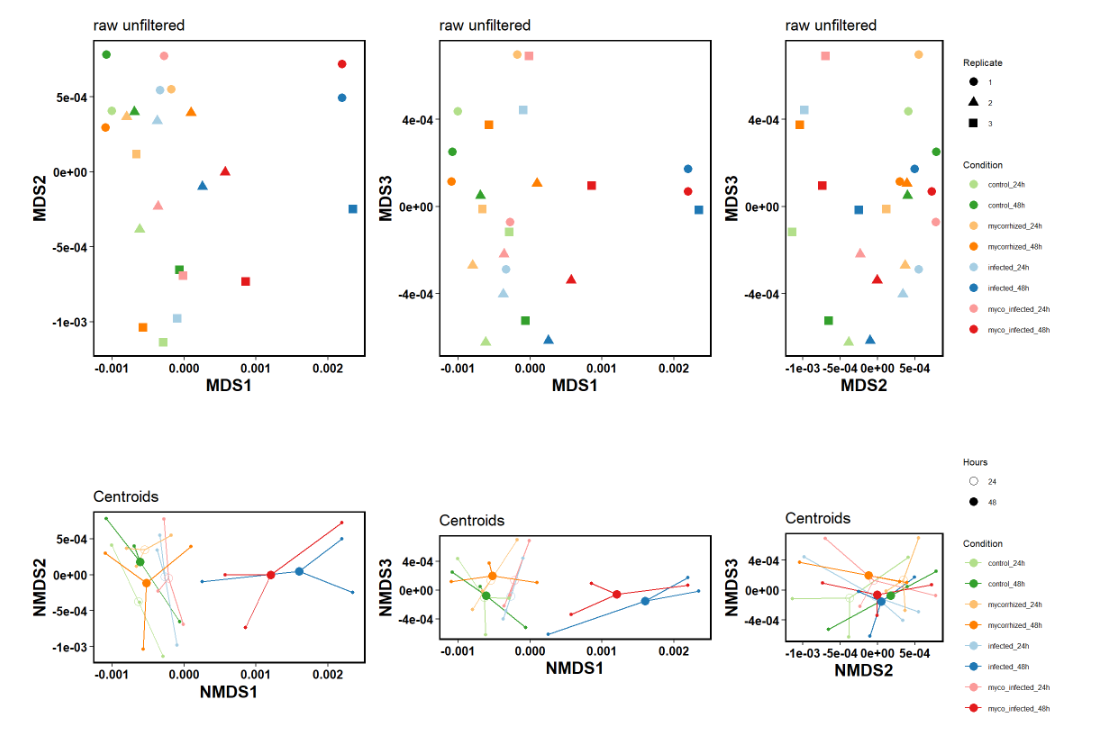 raw unfiltered
raw unfiltered
raw unfiltered
MDS2
5e-04
0e+00
-5e-04
-1e-03
-0.001
0.000
0.001
0.002
MDS1
MDS3
4e-04
0e+00
-4e-04
-0.001
0.000
0.001
0.002
MDS1
MDS3
4e-04
0e+00
-4e-04
-1e-03 -5e-04 0e+00 5e-04
MDS2
Replicate
1
2
3
Condition
control_24h
control_48h
mycorrhized_24h
mycorrhized_48h
infected_24h
infected_48h
myco_infected_24h
myco_infected_48h
Centroids
NMDS2
5e-04
0e+00
-5e-04
-1e-03
-0.001
0.000
0.001
0.002
NMDS1
Centroids
NMDS3
4e-04
0e+00
-4e-04
-0.001
0.000
0.001
0.002
NMDS1
Centroids
NMDS3
4e-04
0e+00
-4e-04
-1e-03 -5e-04 0e+00 5e-04
NMDS2
Hours
24
48
Condition
control_24h
control_48h
mycorrhized_24h
mycorrhized_48h
infected_24h
infected_48h
myco_infected_24h
myco_infected_48h